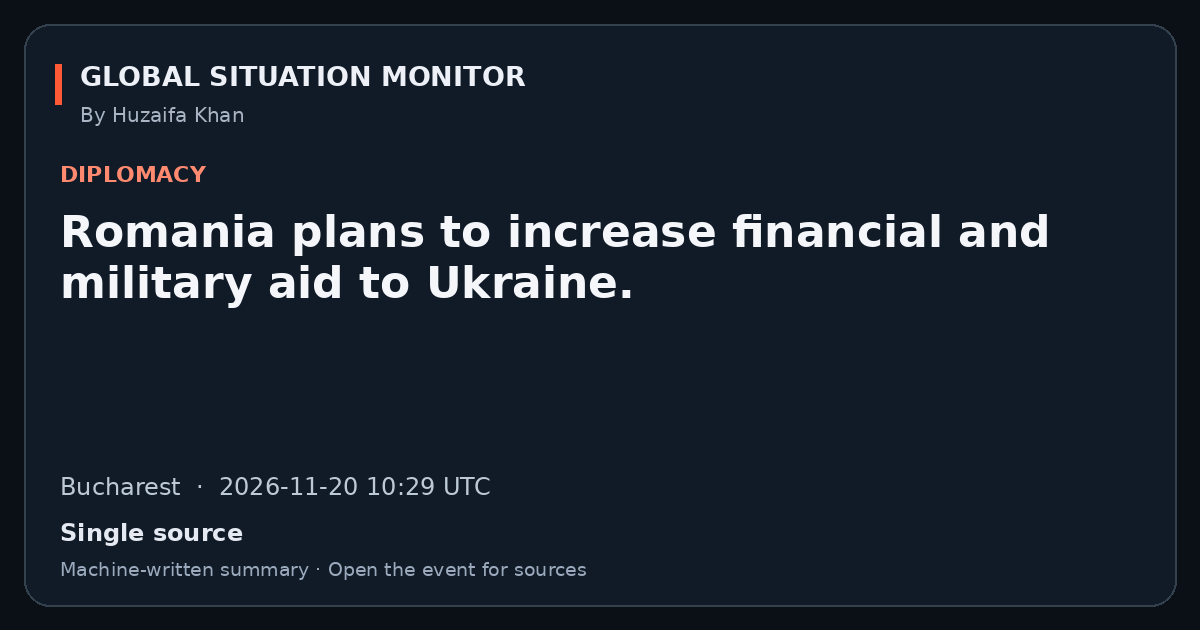 GLOBAL SITUATION MONITOR
By Huzaifa Khan
DIPLOMACY
Romania plans to increase financial and
military aid to Ukraine.
Bucharest · 2026-11-20 10:29 UTC
Single source
Machine-written summary · Open the event for sources